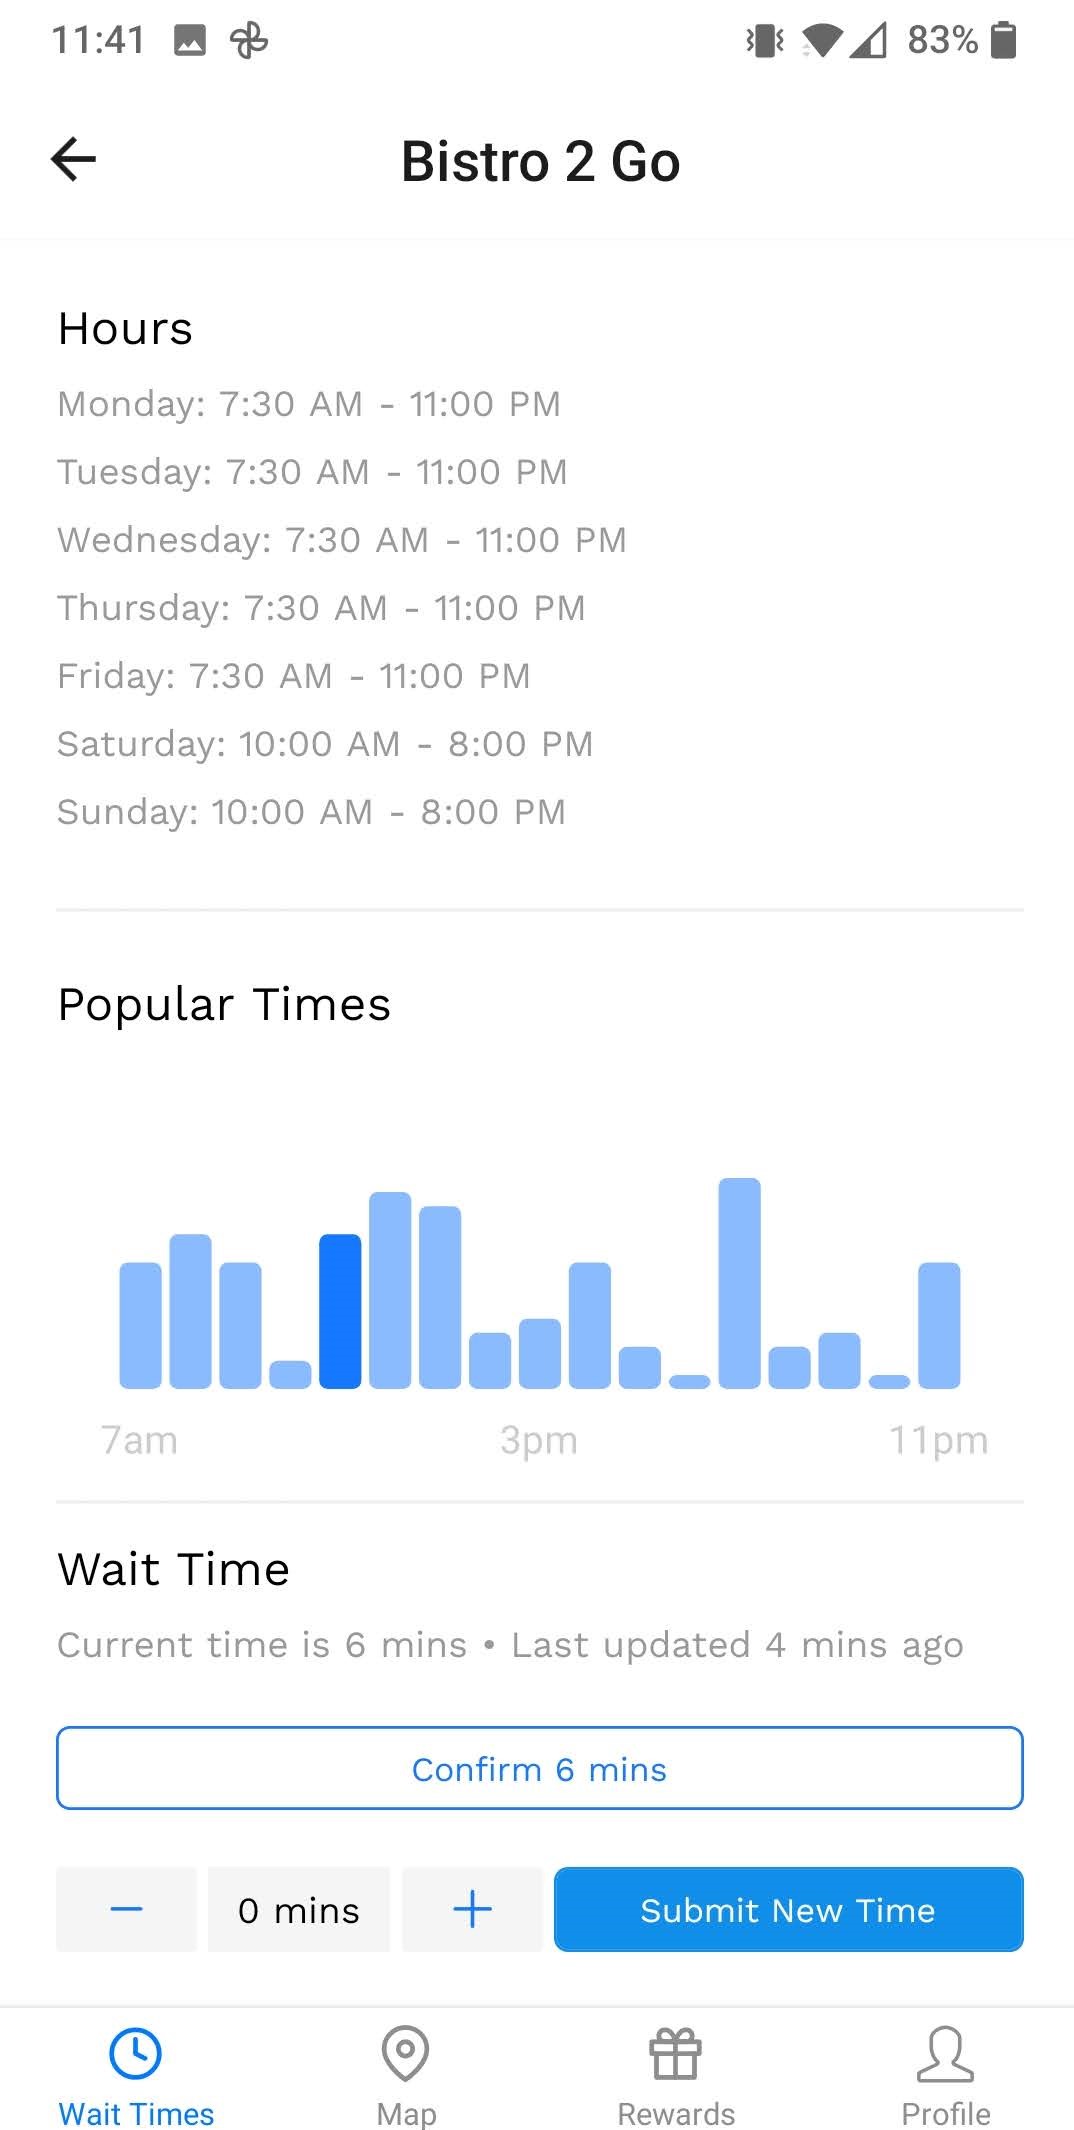 11:41
83%
Bistro 2 Go
Hours
Monday: 7:30 AM - 11:00 PM
Tuesday: 7:30 AM - 11:00 PM
Wednesday: 7:30 AM - 11:00 PM
Thursday: 7:30 AM - 11:00 PM
Friday: 7:30 AM - 11:00 PM
Saturday: 10:00 AM - 8:00 PM
Sunday: 10:00 AM - 8:00 PM
Popular Times
7am 3pm 11pm
Wait Time
Current time is 6 mins • Last updated 4 mins ago
Confirm 6 mins
− 0 mins + Submit New Time
Wait Times Map Rewards Profile